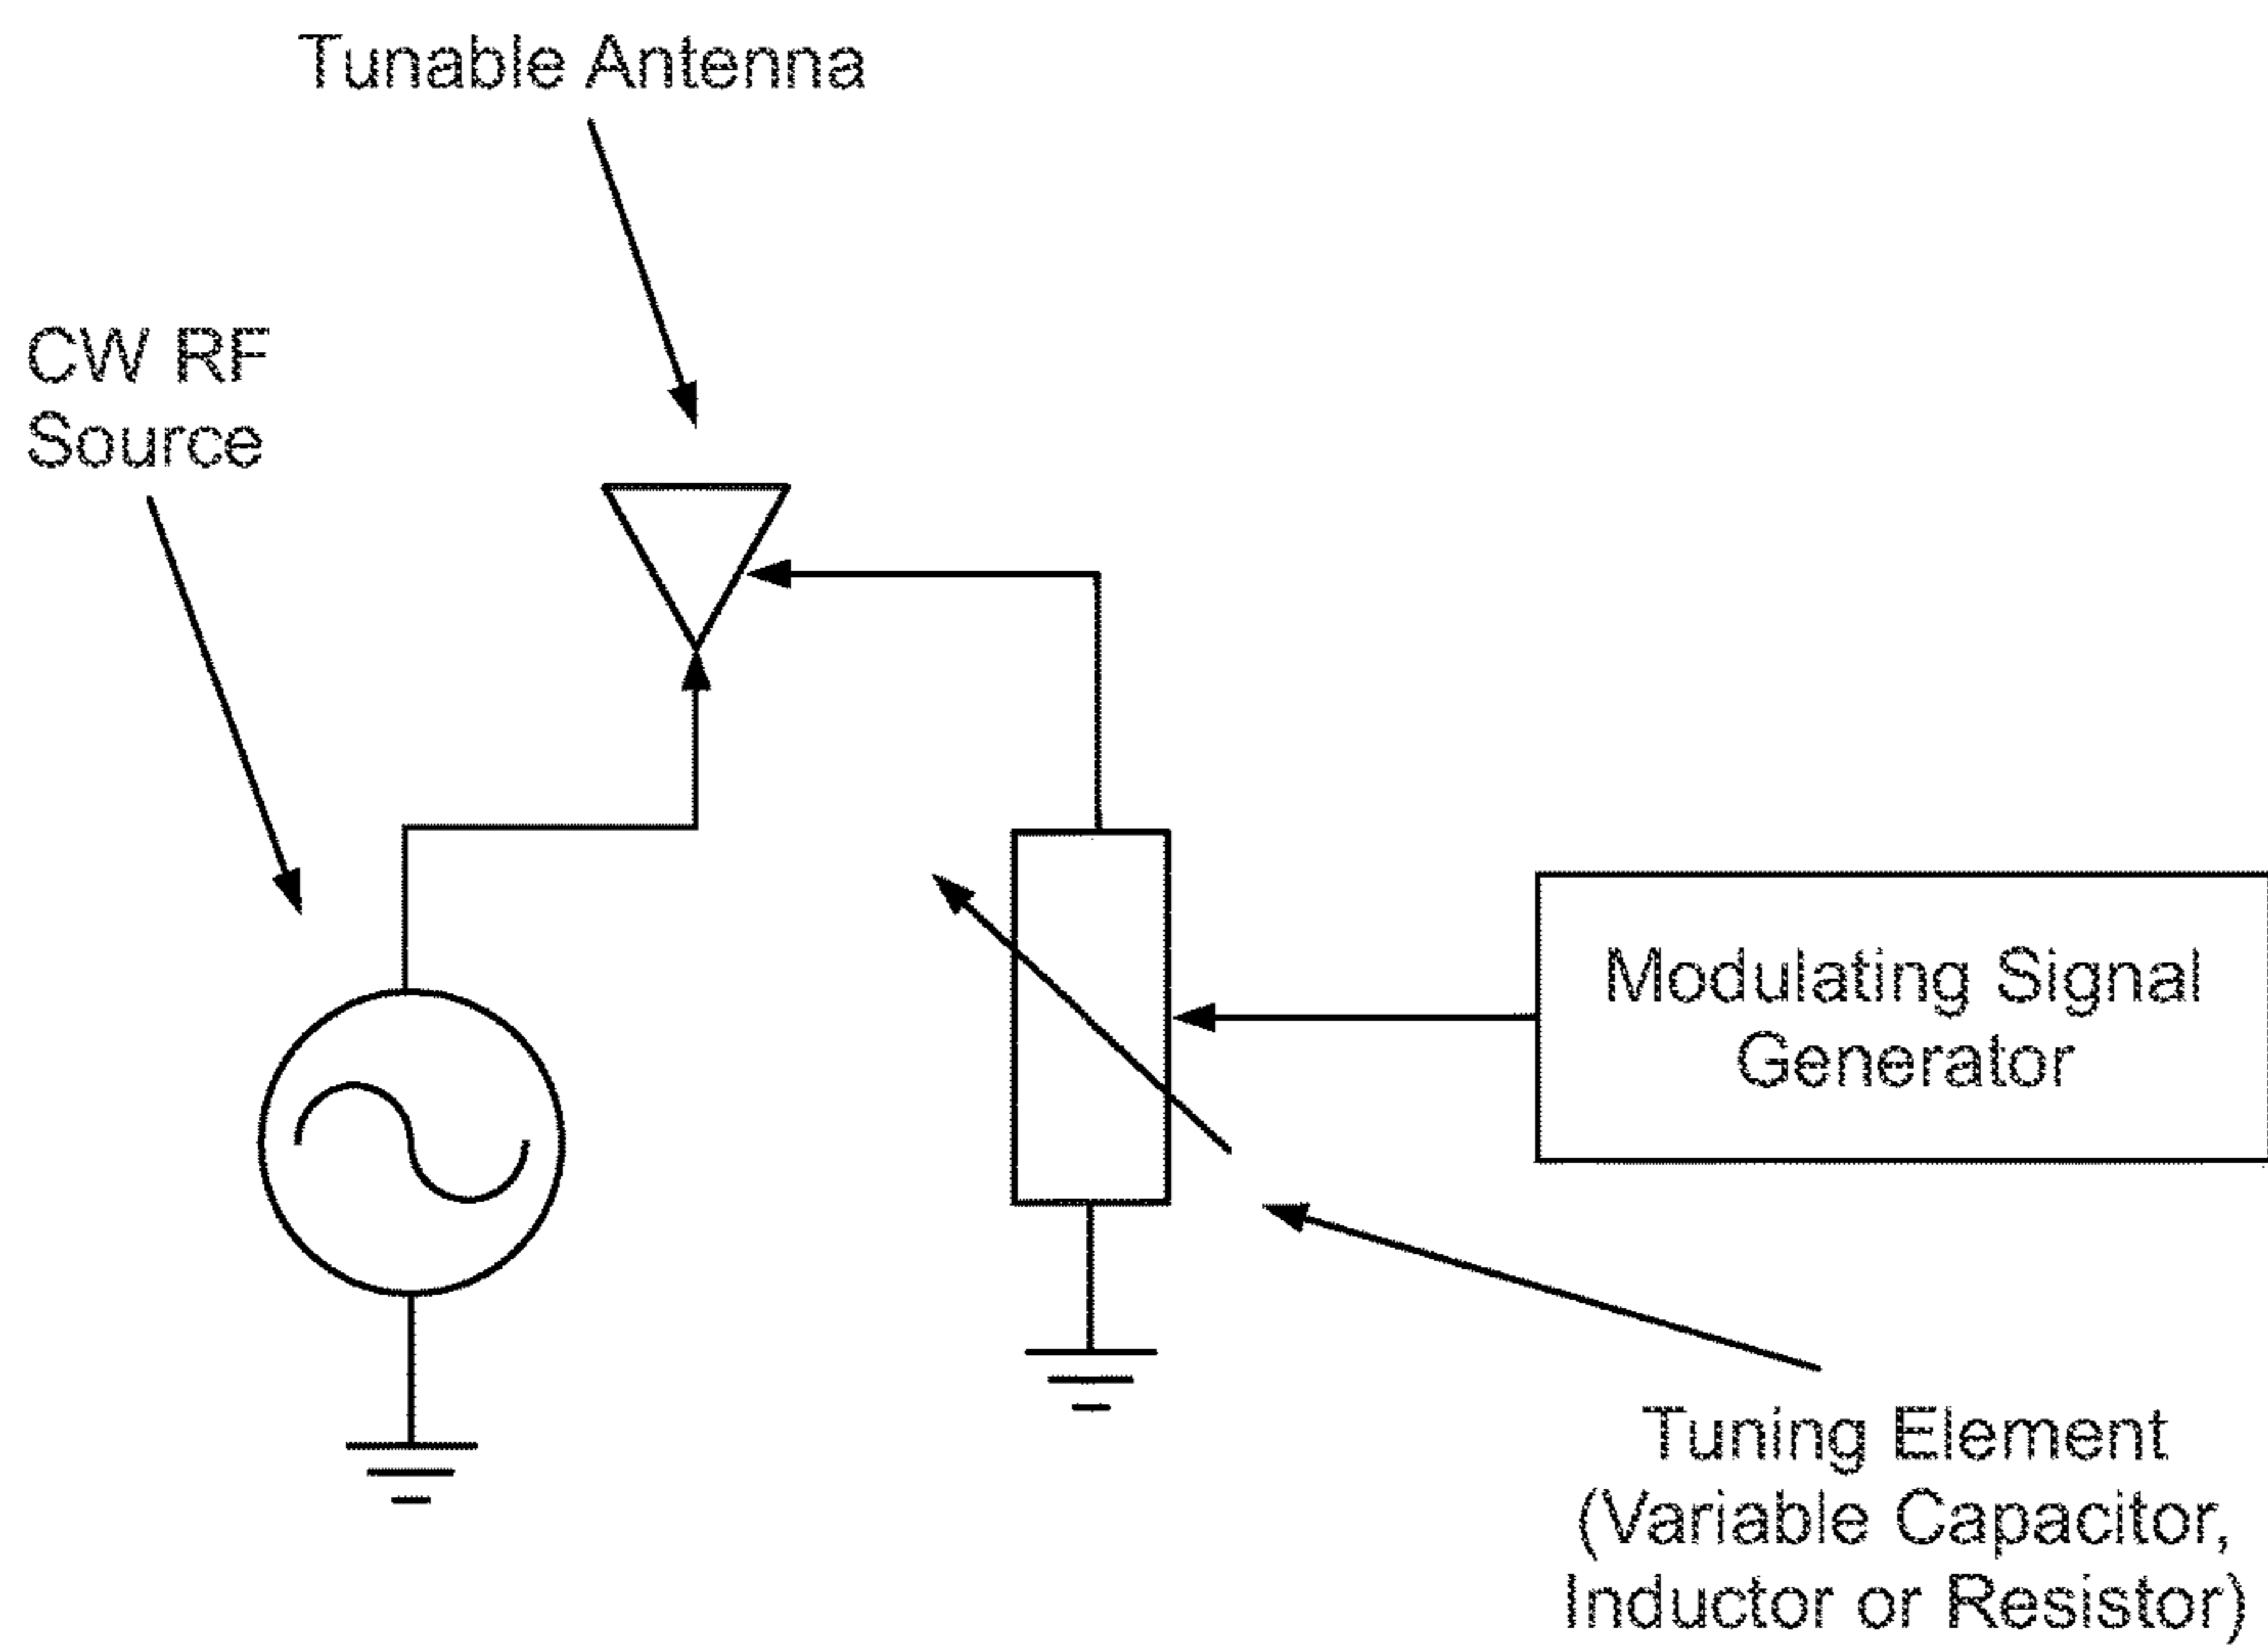 Tunable Antenna
CW RF
Source
Modulating Signal
Generator
Tuning Element
(Variable Capacitor,
Inductor or Resistor)